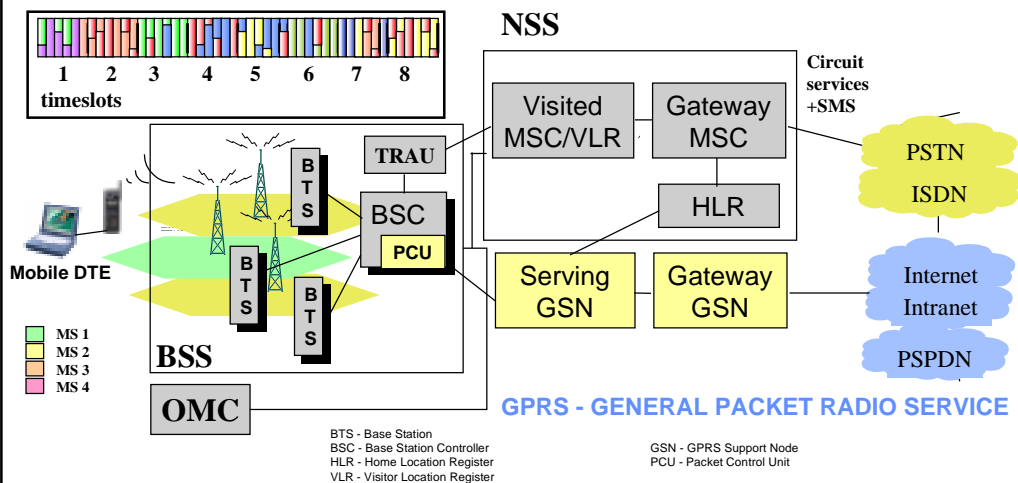 1 2 3 4 5 6 7 8
timeslots
NSS
Circuit
services
+SMS
Visited
MSC/VLR
Gateway
MSC
PSTN
ISDN
TRAU
BTS
BSC
PCU
HLR
Mobile DTE
BTS
BTS
Serving
GSN
Gateway
GSN
Internet
Intranet
PSPDN
MS 1
MS 2
MS 3
MS 4
BSS
OMC
GPRS - GENERAL PACKET RADIO SERVICE
BTS - Base Station
BSC - Base Station Controller
HLR - Home Location Register
VLR - Visitor Location Register
GSN - GPRS Support Node
PCU - Packet Control Unit